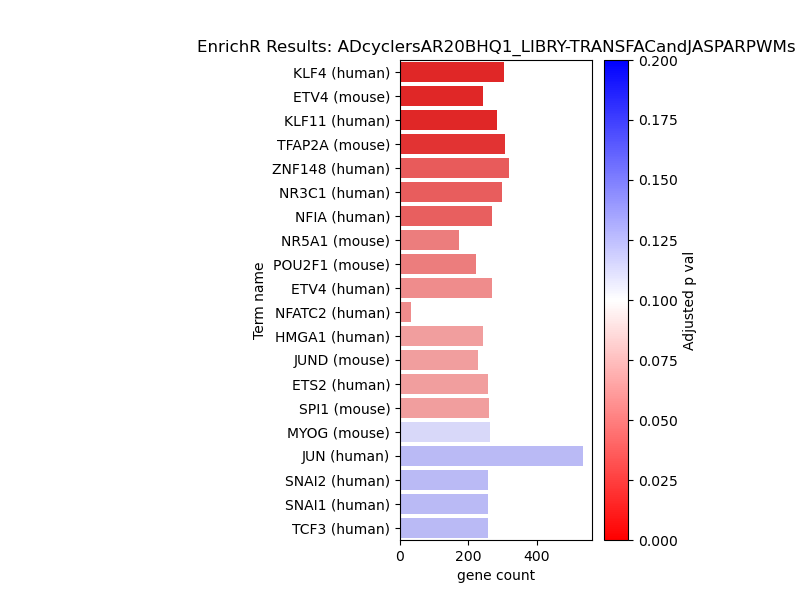 EnrichR Results: ADcyclersAR20BHQ1_LIBRY-TRANSFACandJASPARPWMs
Term name
KLF4 (human)
ETV4 (mouse)
KLF11 (human)
TFAP2A (mouse)
ZNF148 (human)
NR3C1 (human)
NFIA (human)
NR5A1 (mouse)
POU2F1 (mouse)
ETV4 (human)
NFATC2 (human)
HMGA1 (human)
JUND (mouse)
ETS2 (human)
SPI1 (mouse)
MYOG (mouse)
JUN (human)
SNAI2 (human)
SNAI1 (human)
TCF3 (human)
0 200 400
gene count
0.200
0.175
0.150
0.125
0.100
0.075
0.050
0.025
0.000
Adjusted p val